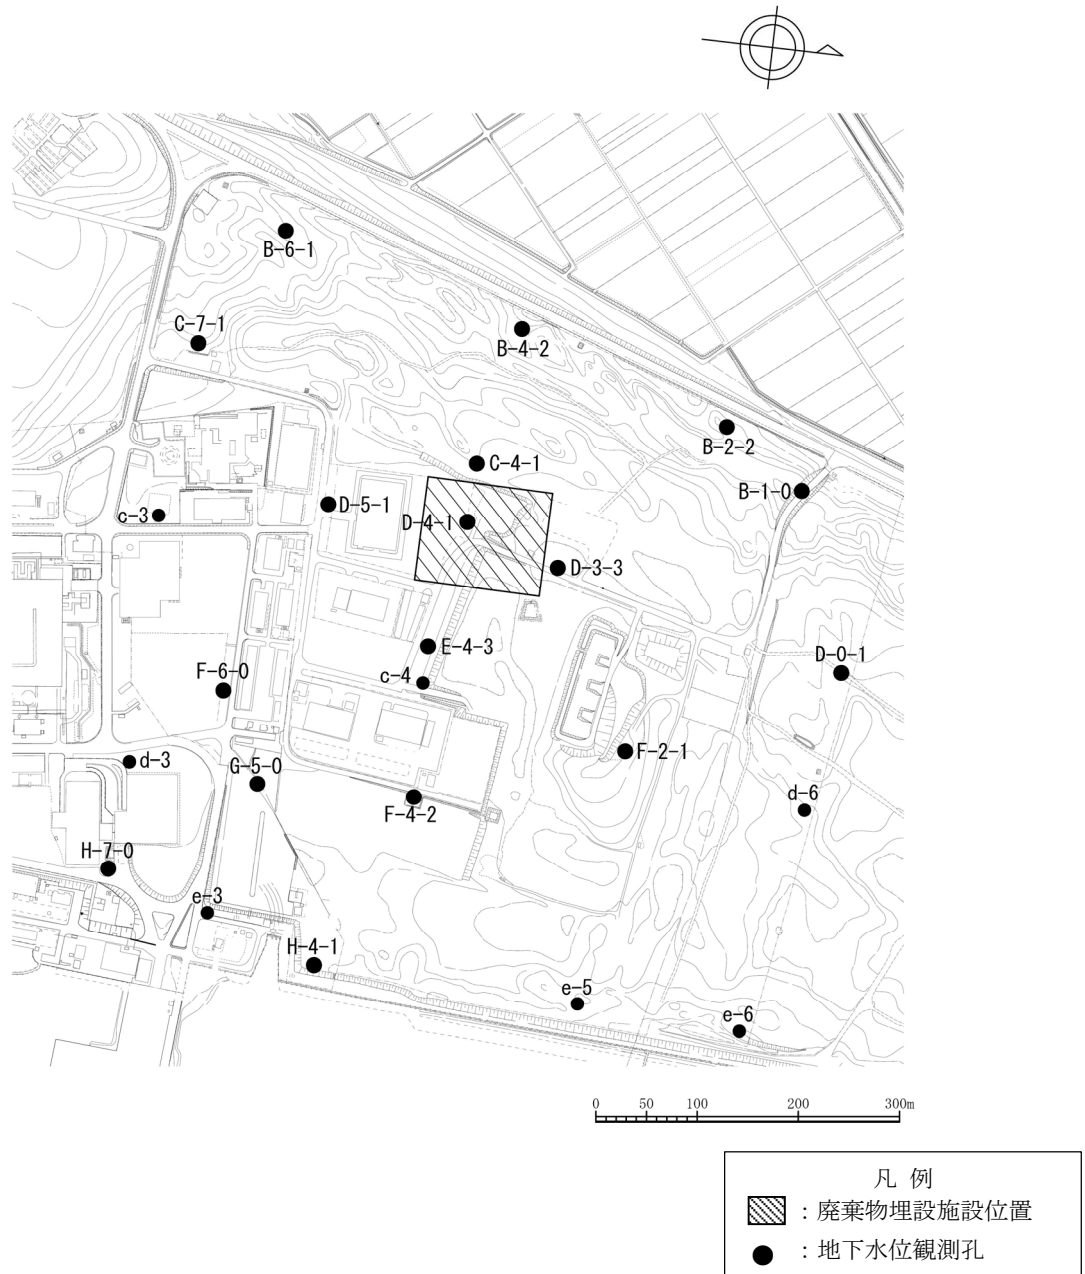 B-6-1
C-7-1
B-4-2
B-2-2
C-4-1
B-1-0
D-5-1
c-3
D-4-1
D-3-3
E-4-3
D-0-1
c-4
F-6-0
F-2-1
d-3
G-5-0
d-6
F-4-2
H-7-0
e-3
H-4-1
e-5
e-6
0 50 100 200 300m
凡 例
：廃棄物埋設施設位置
：地下水位観測孔